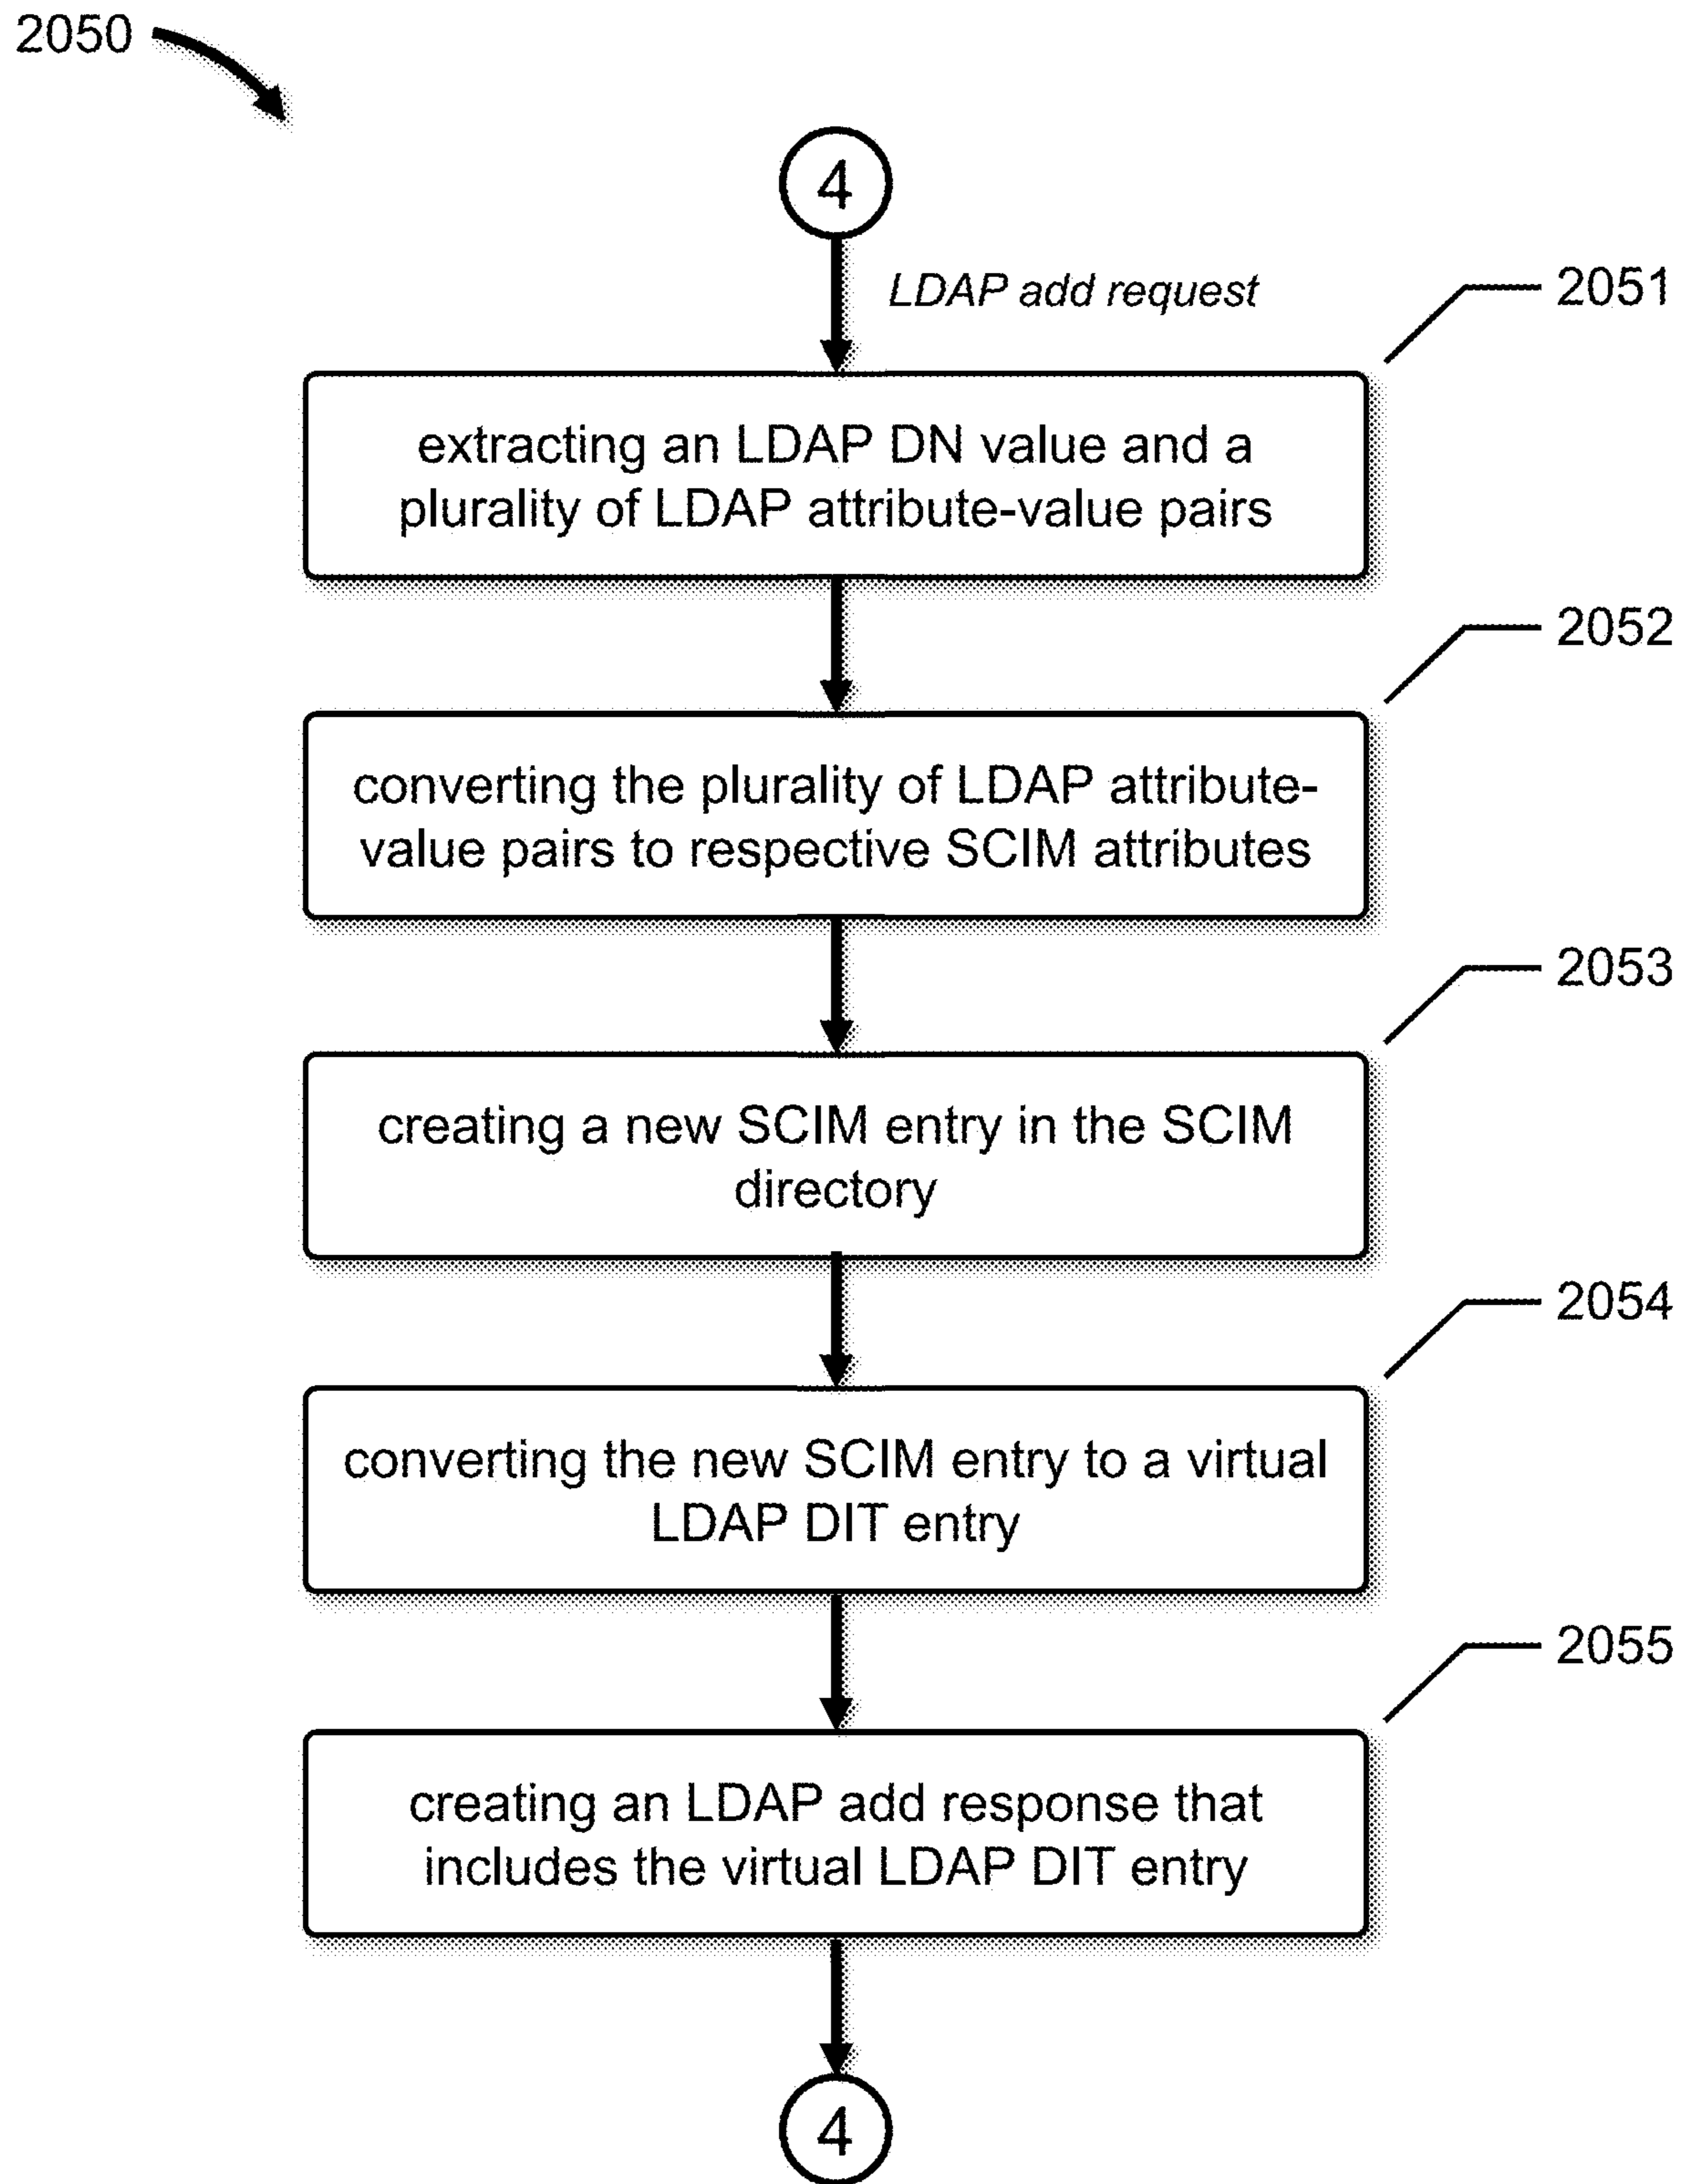 2050
4
LDAP add request
2051
extracting an LDAP DN value and a
plurality of LDAP attribute-value pairs
2052
converting the plurality of LDAP attribute-
value pairs to respective SCIM attributes
2053
creating a new SCIM entry in the SCIM
directory
2054
converting the new SCIM entry to a virtual
LDAP DIT entry
2055
creating an LDAP add response that
includes the virtual LDAP DIT entry
4